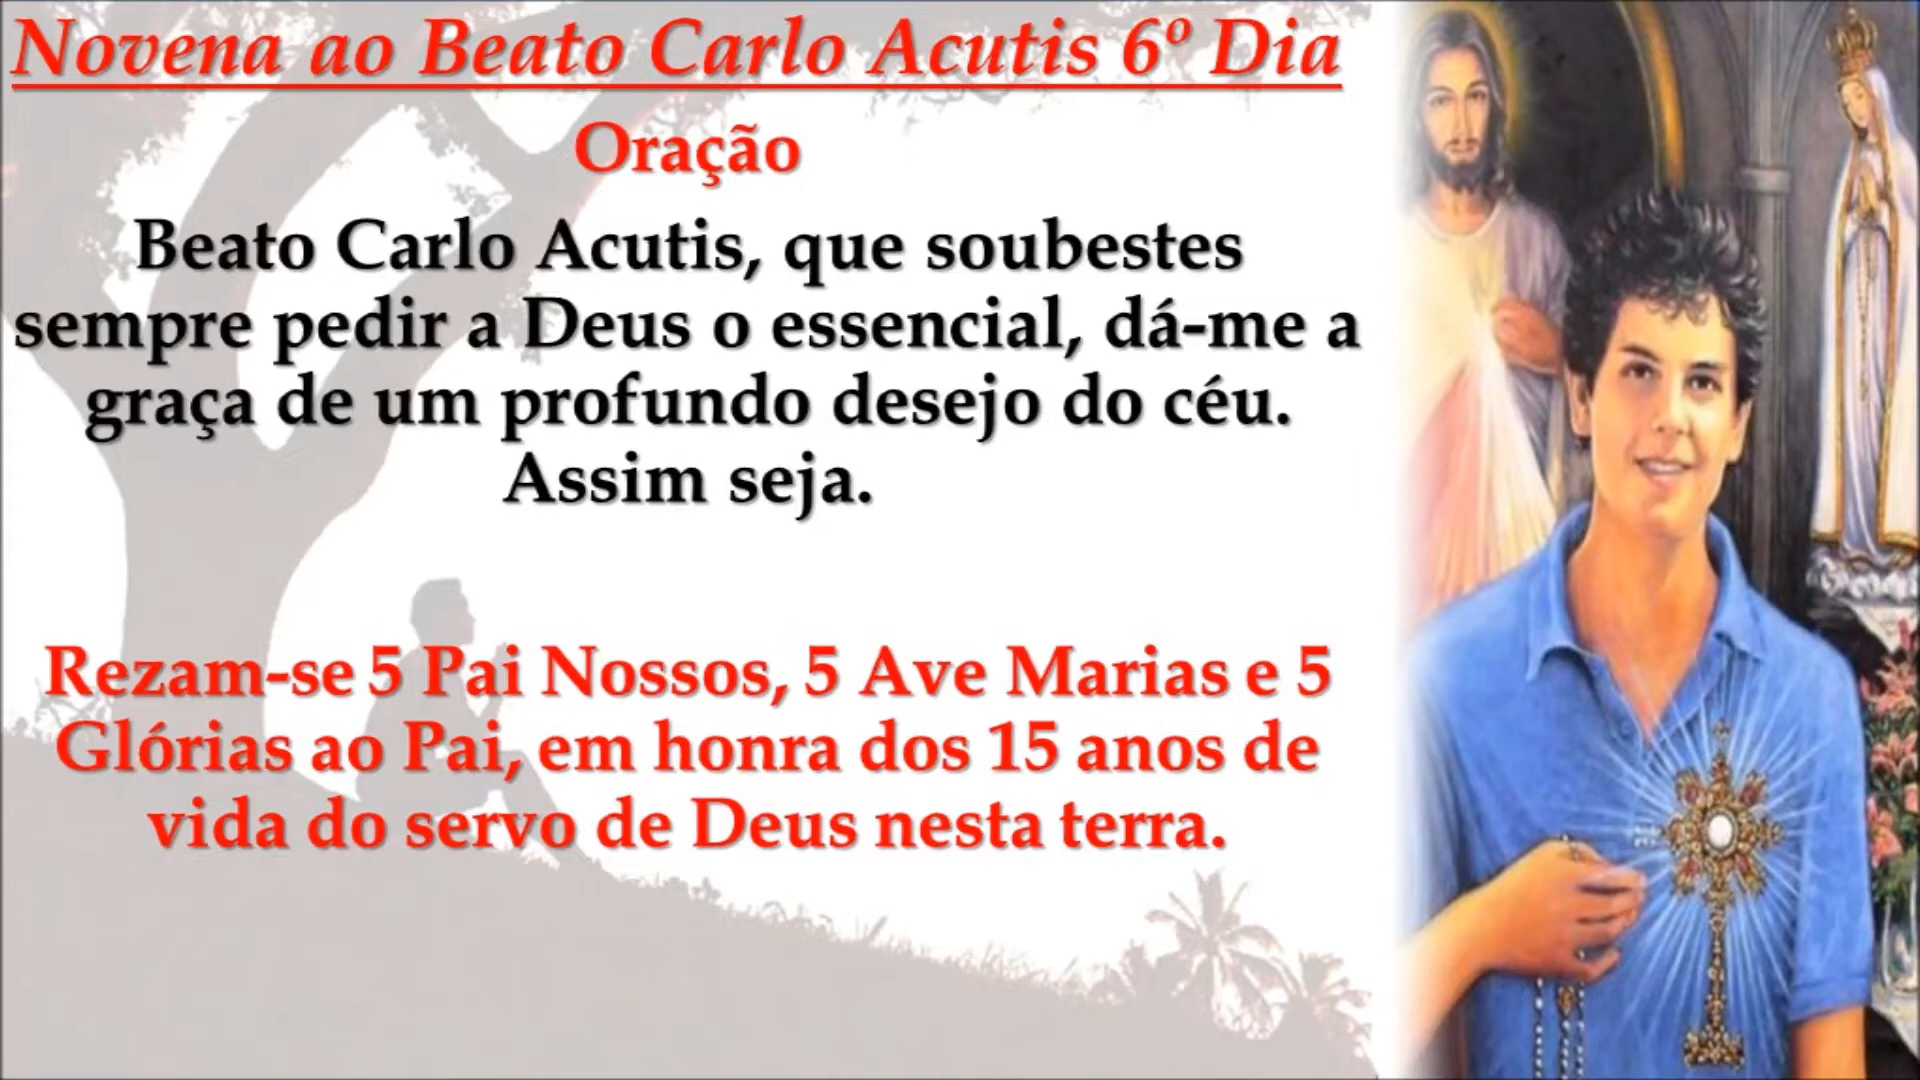 Novena ao Beato Carlo Acutis 6º Dia
Oração
Beato Carlo Acutis, que soubestes
sempre pedir a Deus o essencial, dá-me a
graça de um profundo desejo do céu.
Assim seja.
Rezam-se 5 Pai Nossos, 5 Ave Marias e 5
Glórias ao Pai, em honra dos 15 anos de
vida do servo de Deus nesta terra.